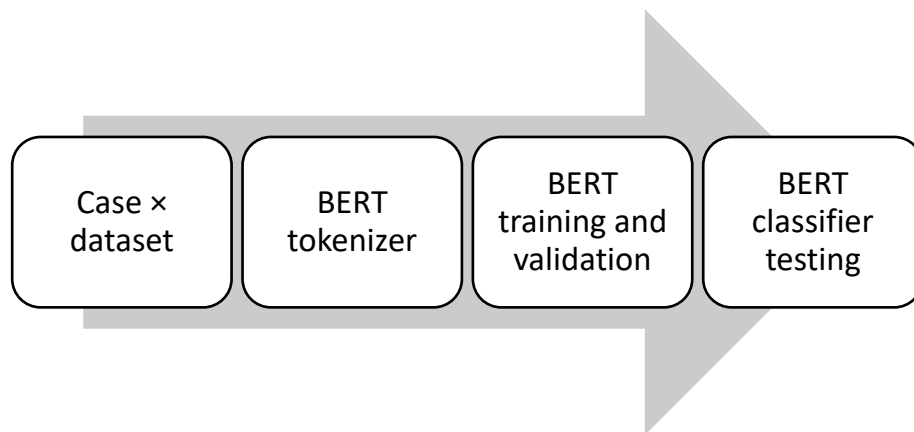 Case ×
dataset
BERT
tokenizer
BERT
training and
validation
BERT
classifier
testing